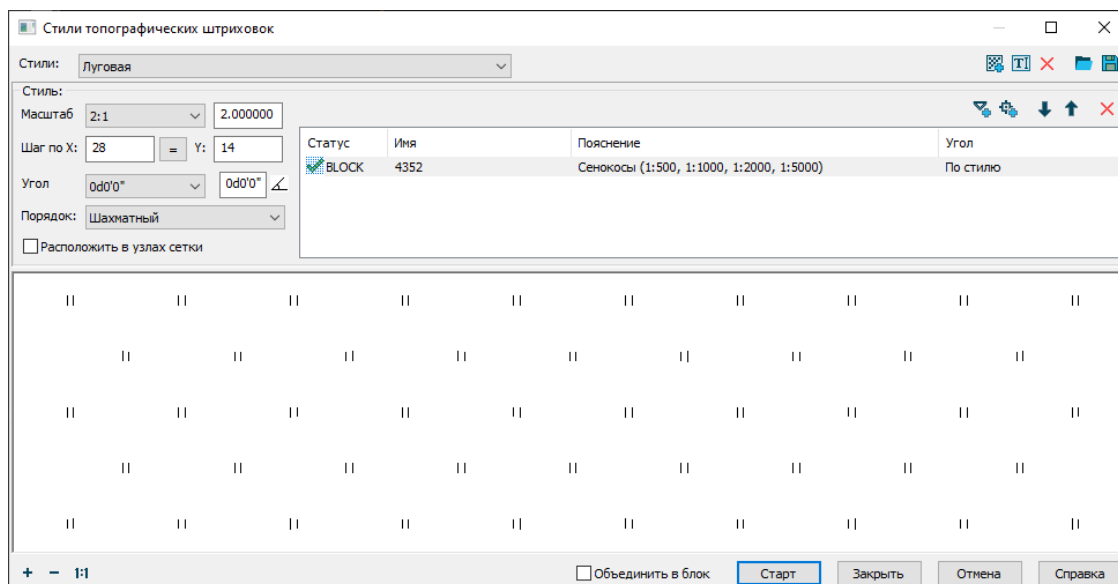 Стили топографических штриховок
Стили: Луговая
Стиль:
Масштаб 2:1 2.000000
Шаг по X: 28 = Y: 14
Угол 0d0'0" 0d0'0"
Порядок: Шахматный
Расположить в узлах сетки
Статус Имя Пояснение Угол
BLOCK 4352 Сенокосы (1:500, 1:1000, 1:2000, 1:5000) По стилю
+ − 1:1 Объединить в блок Старт Закрыть Отмена Справка